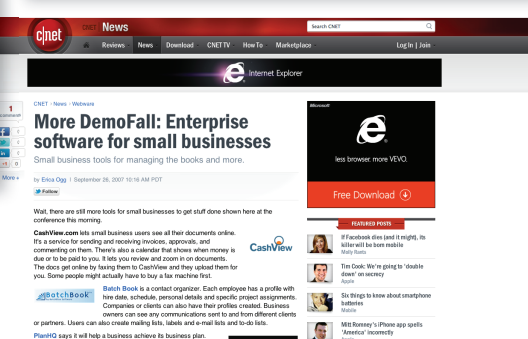 c|net
CNET News
Search CNET
Reviews News Download CNET TV How To Marketplace
Log In | Join
Internet Explorer
1
comment
CNET › News › Webware
More DemoFall: Enterprise
software for small businesses
Small business tools for managing the books and more.
by Erica Ogg | September 26, 2007 10:16 AM PDT
Follow
More »
Wait, there are still more tools for small businesses to get stuff done shown here at the
conference this morning.
CashView.com lets small business users see all their documents online.
It's a service for sending and receiving invoices, approvals, and
commenting on them. There's also a calendar that shows when money is
due or to be paid to you. It lets you review and zoom in on documents.
The docs get online by faxing them to CashView and they upload them for
you. Some people might actually have to buy a fax machine first.
CashView
BatchBook
Batch Book is a contact organizer. Each employee has a profile with
hire date, schedule, personal details and specific project assignments.
Companies or clients can also have their profiles created. Business
owners can see any communications sent to and from different clients
or partners. Users can also create mailing lists, labels and e-mail lists and to-do lists.
PlanHQ says it will help a business achieve its business plan.
Microsoft
less browser. more VEVO.
Free Download
FEATURED POSTS
If Facebook dies (and it might), its
killer will be born mobile
Molly Rants
Tim Cook: We're going to 'double
down' on secrecy
Apple
Six things to know about smartphone
batteries
Mobile
Mitt Romney's iPhone app spells
'America' incorrectly